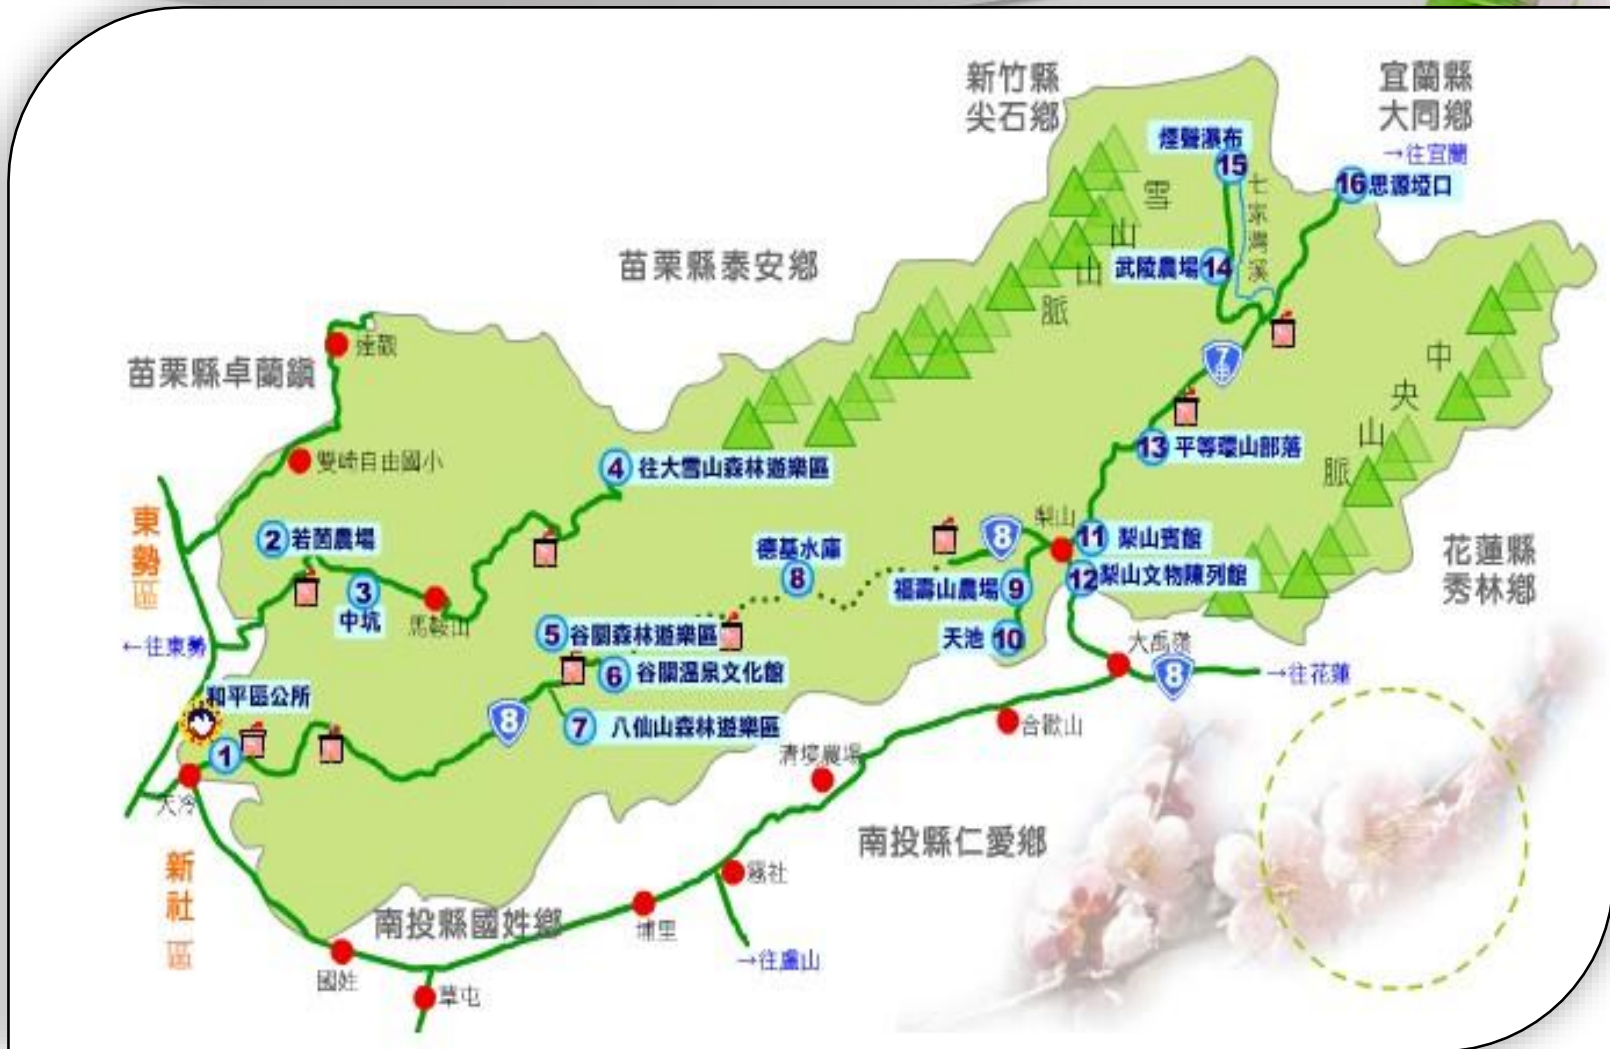 新竹縣
尖石鄉
宜蘭縣
大同鄉
→往宜蘭
煙聲瀑布
15
16 思源埡口
七家灣溪
雪山山脈
武陵農場 14
苗栗縣泰安鄉
達觀
苗栗縣卓蘭鎮
7甲
中央山脈
雙崎自由國小
4 往大雪山森林遊樂區
13 平等環山部落
東勢區
2 若茵農場
3
中坑
馬鞍山
德基水庫
8
8
梨山
11 梨山賓館
12 梨山文物陳列館
福壽山農場 9
天池 10
花蓮縣
秀林鄉
5 谷關森林遊樂區
6 谷關溫泉文化館
7 八仙山森林遊樂區
8
←往東勢
和平區公所
1
天冷
大禹嶺
8
→往花蓮
合歡山
清境農場
南投縣仁愛鄉
新社區
霧社
埔里
→往廬山
南投縣國姓鄉
國姓
草屯